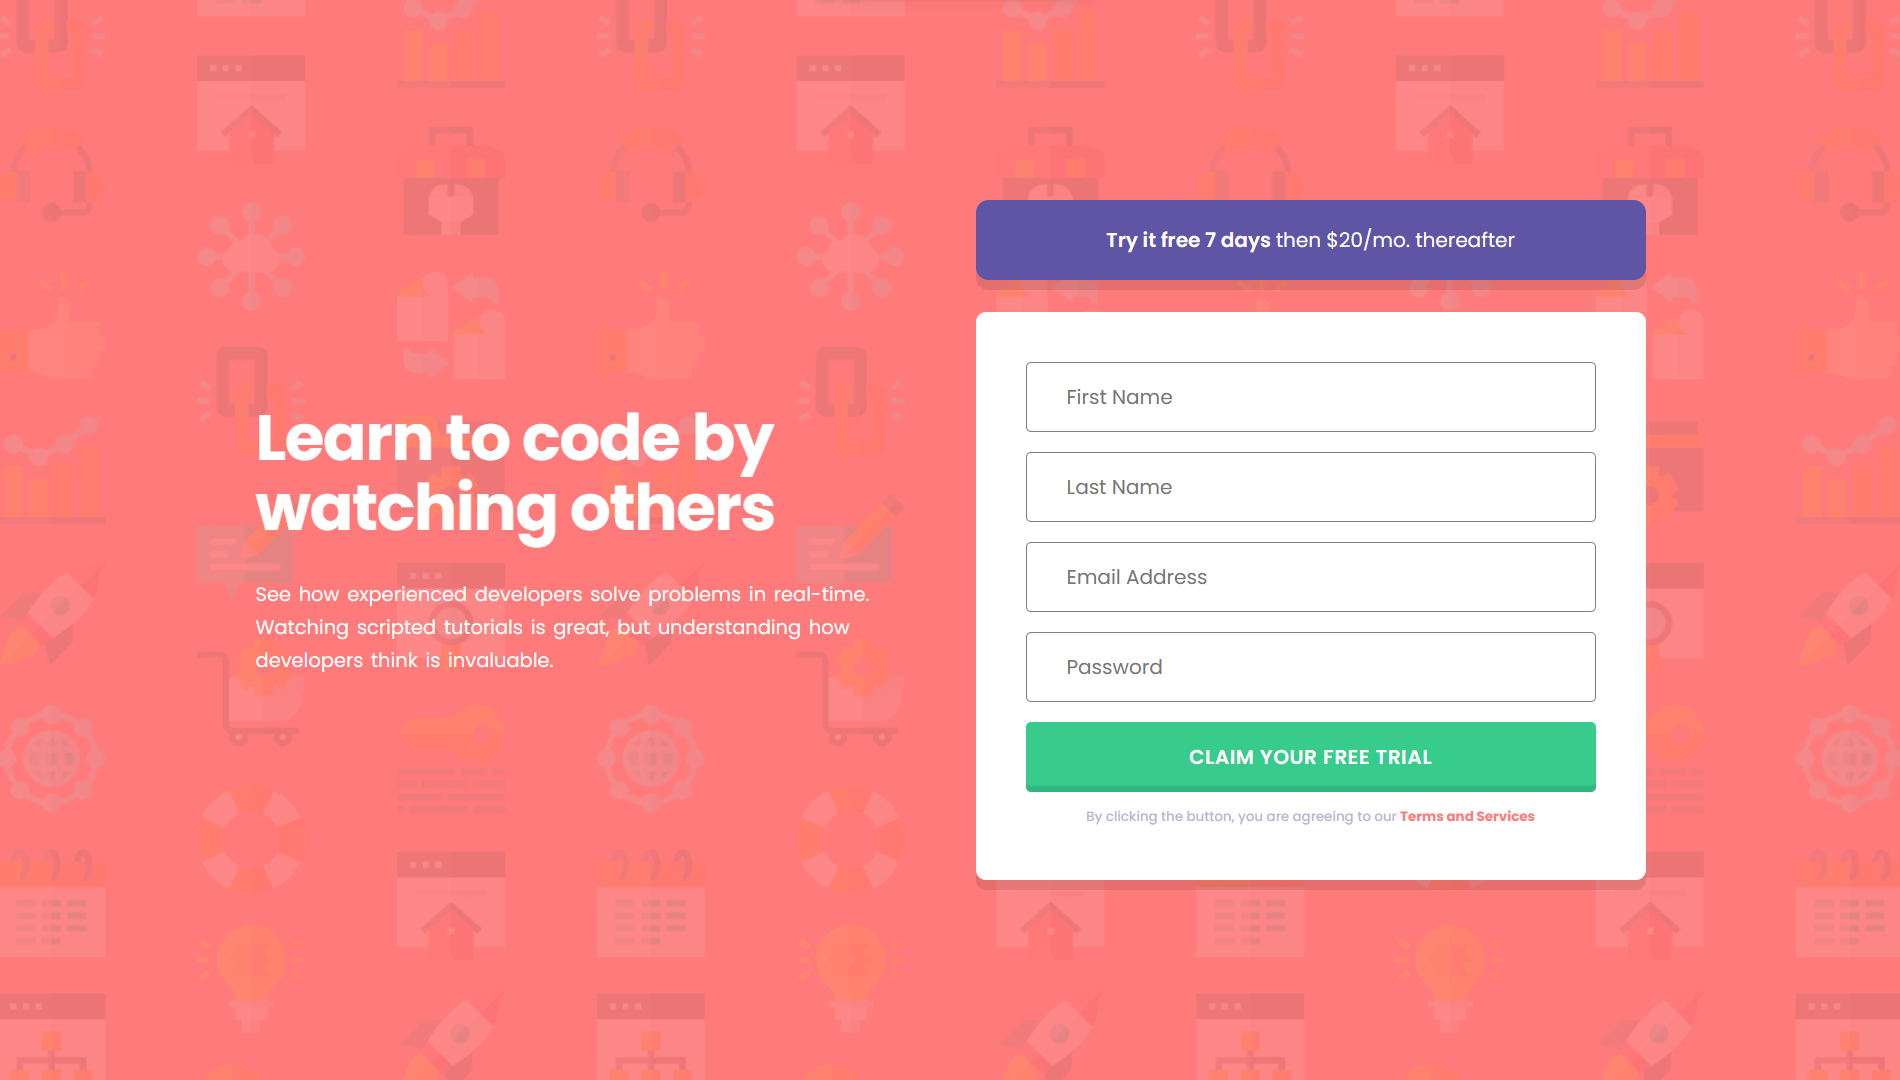 Learn to code by
watching others
See how experienced developers solve problems in real-time.
Watching scripted tutorials is great, but understanding how
developers think is invaluable.
Try it free 7 days then $20/mo. thereafter
First Name
Last Name
Email Address
Password
CLAIM YOUR FREE TRIAL
By clicking the button, you are agreeing to our Terms and Services